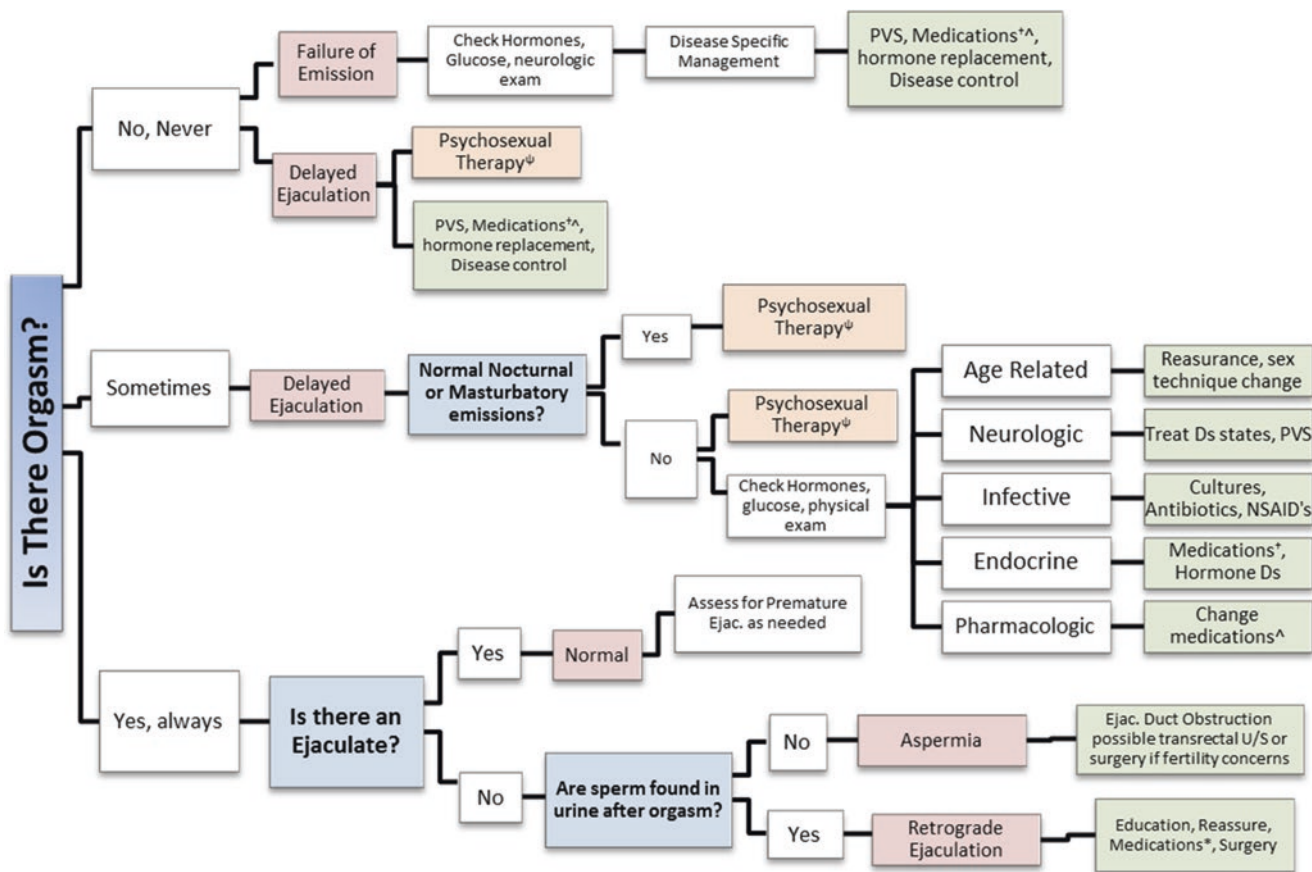 Is There Orgasm?
No, Never
Failure of
Emission
Check Hormones,
Glucose, neurologic
exam
Disease Specific
Management
PVS, Medications⁺^,
hormone replacement,
Disease control
Delayed
Ejaculation
Psychosexual
Therapyᵠ
PVS, Medications⁺^,
hormone replacement,
Disease control
Sometimes
Delayed
Ejaculation
Normal Nocturnal
or Masturbatory
emissions?
Yes
Psychosexual
Therapyᵠ
No
Psychosexual
Therapyᵠ
Check Hormones,
glucose, physical
exam
Age Related
Reasurance, sex
technique change
Neurologic
Treat Ds states, PVS
Infective
Cultures,
Antibiotics, NSAID's
Endocrine
Medications⁺,
Hormone Ds
Pharmacologic
Change
medications^
Yes, always
Is there an
Ejaculate?
Yes
Normal
Assess for Premature
Ejac. as needed
No
Are sperm found in
urine after orgasm?
No
Aspermia
Ejac. Duct Obstruction
possible transrectal U/S or
surgery if fertility concerns
Yes
Retrograde
Ejaculation
Education, Reassure,
Medications*, Surgery